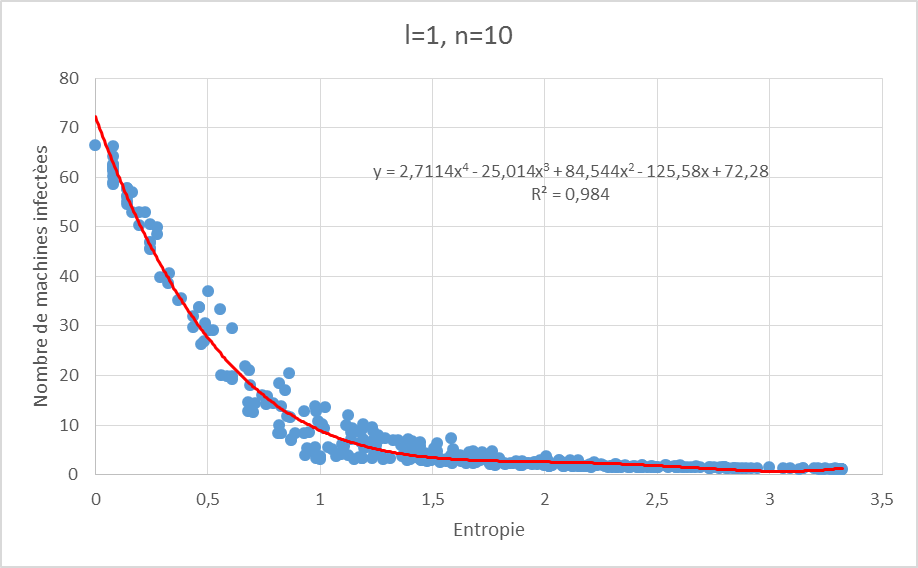 l=1, n=10
80
70
60
50
40
30
20
10
0
Nombre de machines infectèes
y = 2,7114x⁴ - 25,014x³ + 84,544x² - 125,58x + 72,28
R² = 0,984
0 0,5 1 1,5 2 2,5 3 3,5
Entropie